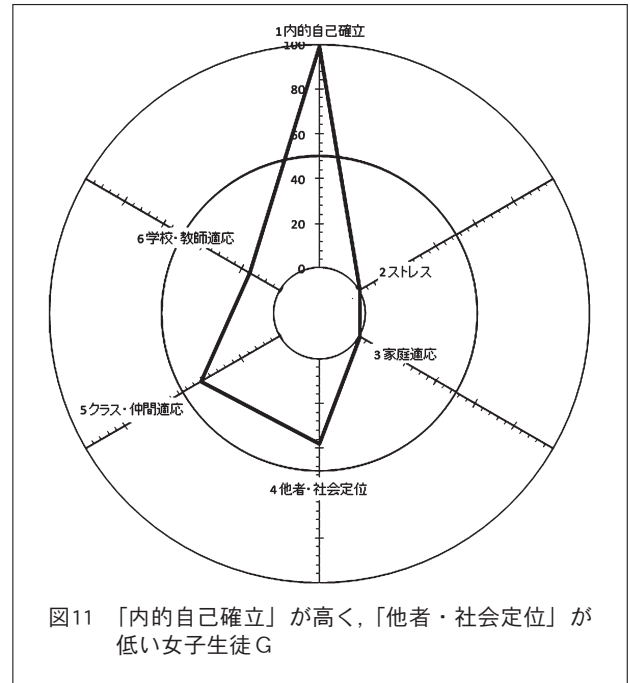 1内的自己確立
100
80
60
40
20
0
6学校・教師適応
2ストレス
3家庭適応
5クラス・仲間適応
4他者・社会定位
図11 「内的自己確立」が高く,「他者・社会定位」が
低い女子生徒G